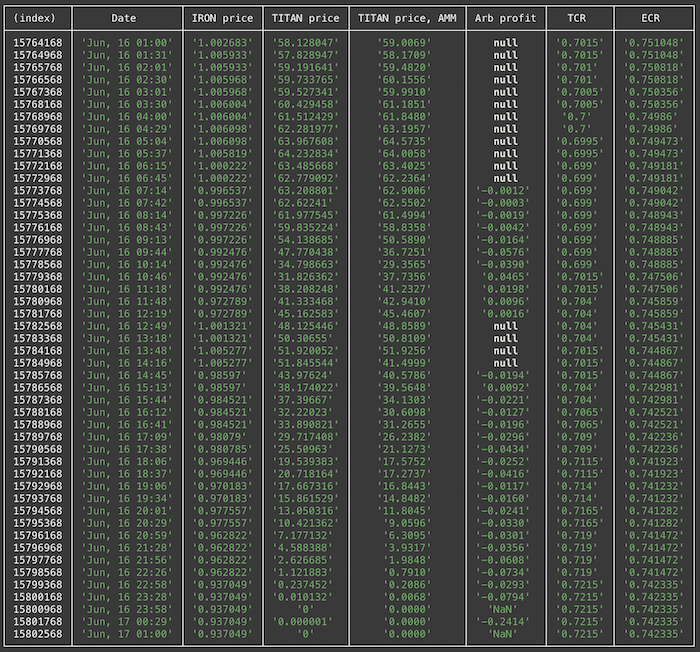 (index) Date IRON price TITAN price TITAN price, AMM Arb profit TCR ECR
15764168 'Jun, 16 01:00' '1.002683' '58.128047' '59.0069' null '0.7015' '0.751048'
15764968 'Jun, 16 01:31' '1.005933' '57.828947' '58.1709' null '0.7015' '0.751048'
15765768 'Jun, 16 02:01' '1.005933' '59.191641' '59.4820' null '0.701' '0.750818'
15766568 'Jun, 16 02:30' '1.005968' '59.733765' '60.1556' null '0.701' '0.750818'
15767368 'Jun, 16 03:01' '1.005968' '59.527341' '59.9910' null '0.7005' '0.750356'
15768168 'Jun, 16 03:30' '1.006004' '60.429458' '61.1851' null '0.7005' '0.750356'
15768968 'Jun, 16 04:00' '1.006004' '61.512429' '61.8480' null '0.7' '0.74986'
15769768 'Jun, 16 04:29' '1.006098' '62.281977' '63.1957' null '0.7' '0.74986'
15770568 'Jun, 16 05:04' '1.006098' '63.967608' '64.5735' null '0.6995' '0.749473'
15771368 'Jun, 16 05:37' '1.005819' '64.232834' '64.0058' null '0.6995' '0.749473'
15772168 'Jun, 16 06:15' '1.000222' '63.485668' '63.4025' null '0.699' '0.749181'
15772968 'Jun, 16 06:45' '1.000222' '62.779092' '62.2364' null '0.699' '0.749181'
15773768 'Jun, 16 07:14' '0.996537' '63.208801' '62.9006' '-0.0012' '0.699' '0.749042'
15774568 'Jun, 16 07:42' '0.996537' '62.62241' '62.5502' '-0.0003' '0.699' '0.749042'
15775368 'Jun, 16 08:14' '0.997226' '61.977545' '61.4994' '-0.0019' '0.699' '0.748943'
15776168 'Jun, 16 08:43' '0.997226' '59.835224' '58.8358' '-0.0042' '0.699' '0.748943'
15776968 'Jun, 16 09:13' '0.997226' '54.138685' '50.5890' '-0.0164' '0.699' '0.748885'
15777768 'Jun, 16 09:44' '0.992476' '47.770438' '36.7251' '-0.0576' '0.699' '0.748885'
15778568 'Jun, 16 10:14' '0.992476' '34.798663' '29.3565' '-0.0390' '0.699' '0.748885'
15779368 'Jun, 16 10:46' '0.992476' '31.826362' '37.7356' '0.0465' '0.7015' '0.747506'
15780168 'Jun, 16 11:18' '0.992476' '38.208248' '41.2327' '0.0198' '0.7015' '0.747506'
15780968 'Jun, 16 11:48' '0.972789' '41.333468' '42.9410' '0.0096' '0.704' '0.745859'
15781768 'Jun, 16 12:19' '0.972789' '45.162583' '45.4607' '0.0016' '0.704' '0.745859'
15782568 'Jun, 16 12:49' '1.001321' '48.125446' '48.8589' null '0.704' '0.745431'
15783368 'Jun, 16 13:18' '1.001321' '50.30655' '50.8109' null '0.704' '0.745431'
15784168 'Jun, 16 13:48' '1.005277' '51.920052' '51.9256' null '0.7015' '0.744867'
15784968 'Jun, 16 14:16' '1.005277' '51.845544' '41.4999' null '0.7015' '0.744867'
15785768 'Jun, 16 14:45' '0.98597' '43.97624' '40.5786' '-0.0194' '0.7015' '0.744867'
15786568 'Jun, 16 15:13' '0.98597' '38.174022' '39.5648' '0.0092' '0.704' '0.742981'
15787368 'Jun, 16 15:44' '0.984521' '37.39667' '34.1303' '-0.0221' '0.704' '0.742981'
15788168 'Jun, 16 16:12' '0.984521' '32.22023' '30.6098' '-0.0127' '0.7065' '0.742521'
15788968 'Jun, 16 16:41' '0.984521' '33.890821' '31.2655' '-0.0196' '0.7065' '0.742521'
15789768 'Jun, 16 17:09' '0.98079' '29.717408' '26.2382' '-0.0296' '0.709' '0.742236'
15790568 'Jun, 16 17:38' '0.980785' '25.50963' '21.1273' '-0.0434' '0.709' '0.742236'
15791368 'Jun, 16 18:06' '0.969446' '19.539383' '17.5752' '-0.0252' '0.7115' '0.741923'
15792168 'Jun, 16 18:37' '0.969446' '20.718164' '17.2737' '-0.0416' '0.7115' '0.741923'
15792968 'Jun, 16 19:06' '0.970183' '17.667316' '16.8443' '-0.0117' '0.714' '0.741232'
15793768 'Jun, 16 19:34' '0.970183' '15.861529' '14.8482' '-0.0160' '0.714' '0.741232'
15794568 'Jun, 16 20:01' '0.977557' '13.050316' '11.8045' '-0.0241' '0.7165' '0.741282'
15795368 'Jun, 16 20:29' '0.977557' '10.421362' '9.0596' '-0.0330' '0.7165' '0.741282'
15796168 'Jun, 16 20:59' '0.962822' '7.177132' '6.3095' '-0.0301' '0.719' '0.741472'
15796968 'Jun, 16 21:28' '0.962822' '4.588388' '3.9317' '-0.0356' '0.719' '0.741472'
15797768 'Jun, 16 21:56' '0.962822' '2.626685' '1.9848' '-0.0608' '0.719' '0.741472'
15798568 'Jun, 16 22:26' '0.962822' '1.121883' '0.7910' '-0.0734' '0.719' '0.741472'
15799368 'Jun, 16 22:58' '0.937049' '0.237452' '0.2086' '-0.0293' '0.7215' '0.742335'
15800168 'Jun, 16 23:28' '0.937049' '0.010132' '0.0068' '-0.0794' '0.7215' '0.742335'
15800968 'Jun, 16 23:58' '0.937049' '0' '0.0000' 'NaN' '0.7215' '0.742335'
15801768 'Jun, 17 00:29' '0.937049' '0.000001' '0.0000' '-0.2414' '0.7215' '0.742335'
15802568 'Jun, 17 01:00' '0.937049' '0' '0.0000' 'NaN' '0.7215' '0.742335'